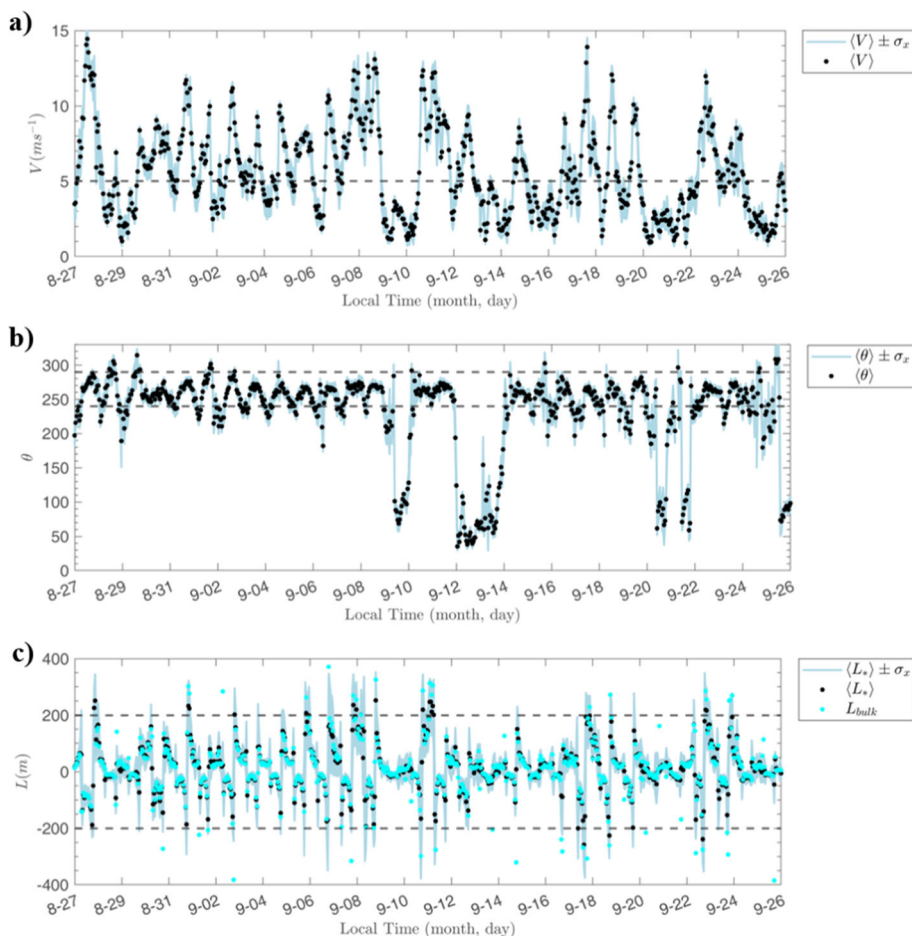 a)
15
10
5
0
V(ms⁻¹)
⟨V⟩ ± σₓ
⟨V⟩
8-27 8-29 8-31 9-02 9-04 9-06 9-08 9-10 9-12 9-14 9-16 9-18 9-20 9-22 9-24 9-26
Local Time (month, day)
b)
300
250
200
150
100
50
0
θ
⟨θ⟩ ± σₓ
⟨θ⟩
8-27 8-29 8-31 9-02 9-04 9-06 9-08 9-10 9-12 9-14 9-16 9-18 9-20 9-22 9-24 9-26
Local Time (month, day)
c)
400
200
0
-200
-400
L(m)
⟨L*⟩ ± σₓ
⟨L*⟩
L_bulk
8-27 8-29 8-31 9-02 9-04 9-06 9-08 9-10 9-12 9-14 9-16 9-18 9-20 9-22 9-24 9-26
Local Time (month, day)